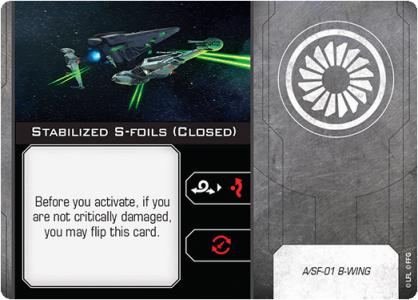 STABILIZED S-FOILS (CLOSED)
Before you activate, if you
are not critically damaged,
you may flip this card.
A/SF-01 B-WING
©LFL ©FFG